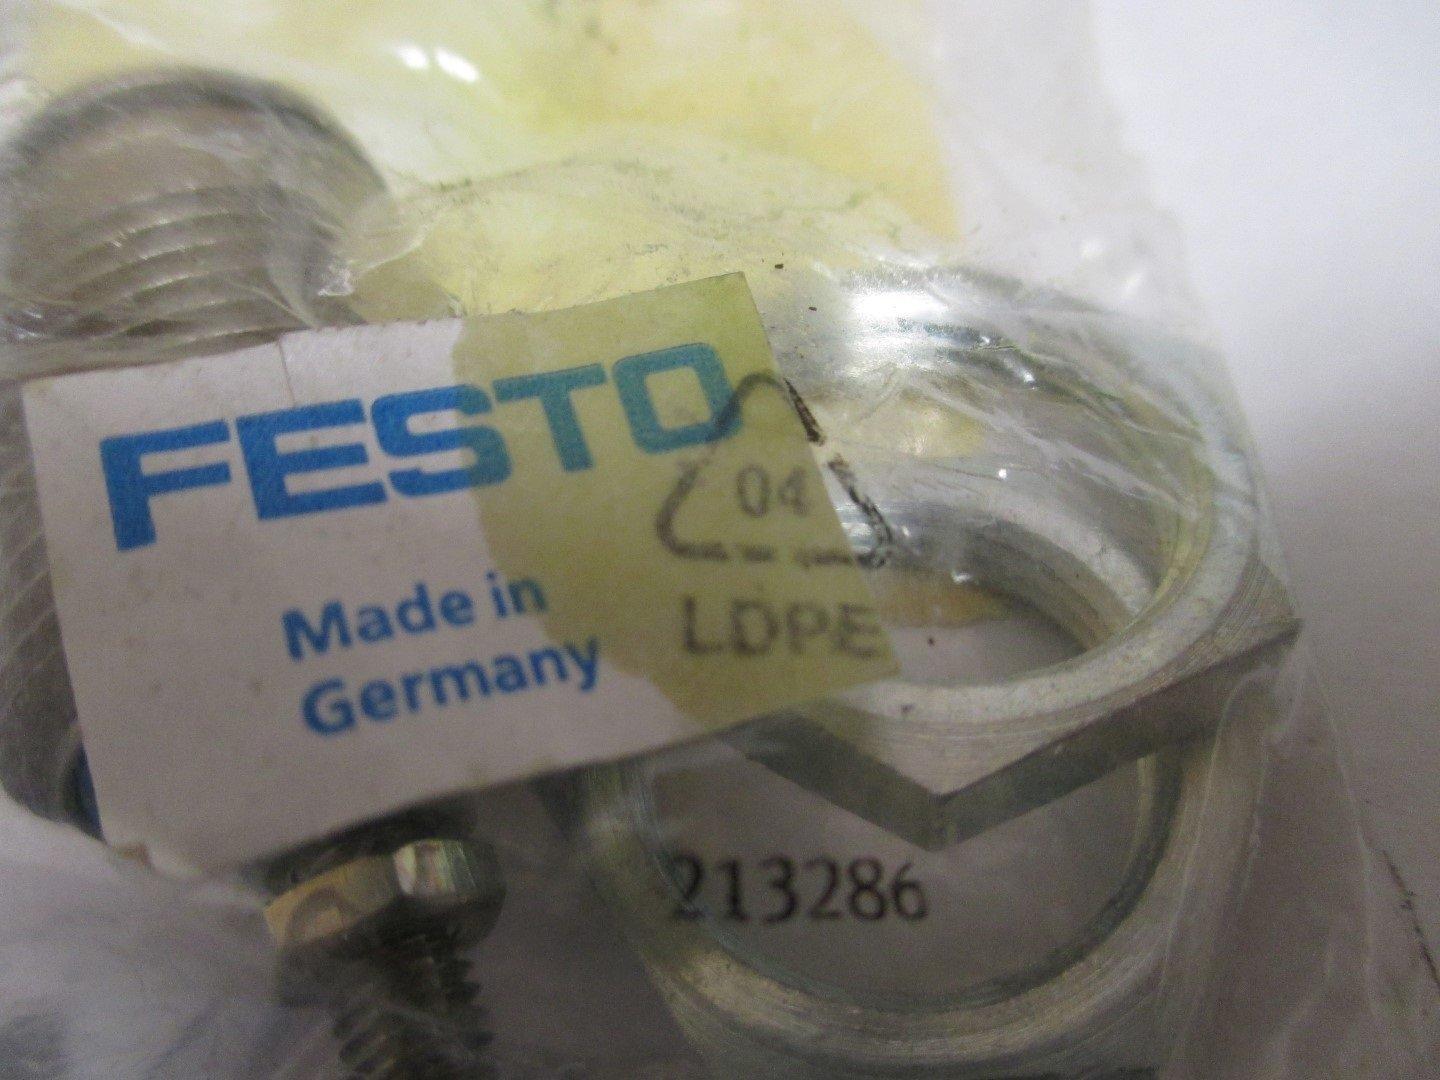 FESTO
04
LDPE
Made in
Germany
213286